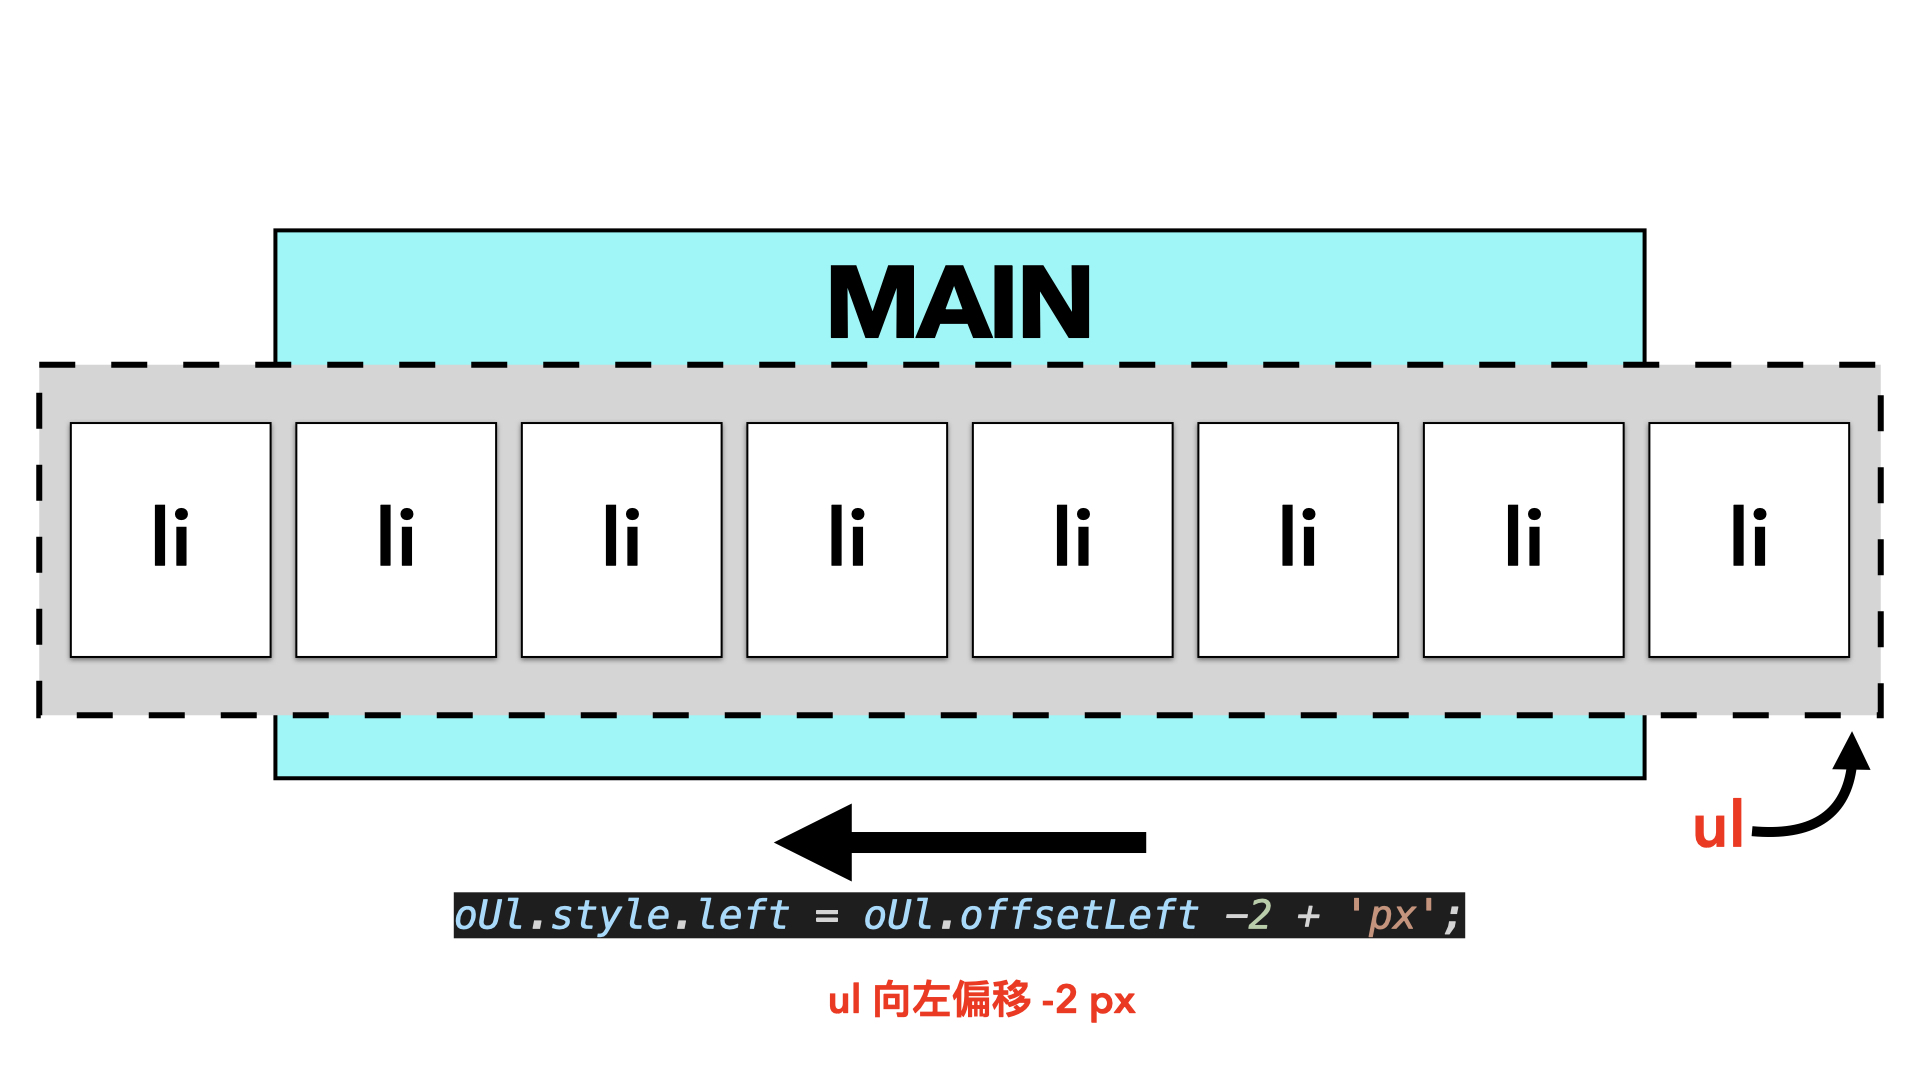 MAIN
li li li li li li li li
ul
oUl.style.left = oUl.offsetLeft -2 + 'px';
ul 向左偏移 -2 px